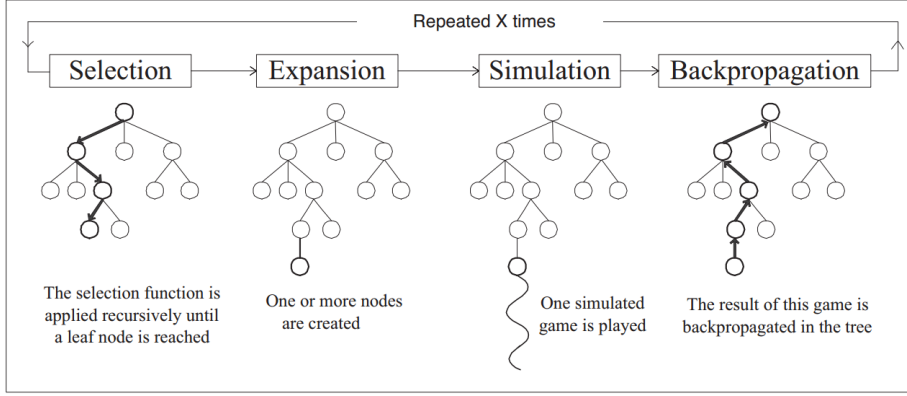 Repeated X times
Selection
Expansion
Simulation
Backpropagation
The selection function is
applied recursively until
a leaf node is reached
One or more nodes
are created
One simulated
game is played
The result of this game is
backpropagated in the tree